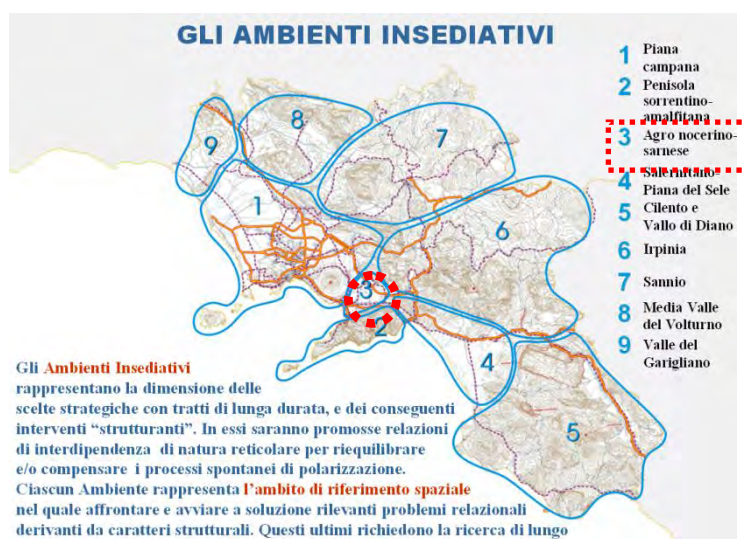 GLI AMBIENTI INSEDIATIVI
1 Piana
campana
2 Penisola
sorrentino-
amalfitana
3 Agro nocerino-
sarnese
4 Salernitano-
Piana del Sele
5 Cilento e
Vallo di Diano
6 Irpinia
7 Sannio
8 Media Valle
del Volturno
9 Valle del
Garigliano
9
8
7
1
6
3
2
4
5
Gli Ambienti Insediativi
rappresentano la dimensione delle
scelte strategiche con tratti di lunga durata, e dei conseguenti
interventi “strutturanti”. In essi saranno promosse relazioni
di interdipendenza di natura reticolare per riequilibrare
e/o compensare i processi spontanei di polarizzazione.
Ciascun Ambiente rappresenta l’ambito di riferimento spaziale
nel quale affrontare e avviare a soluzione rilevanti problemi relazionali
derivanti da caratteri strutturali. Questi ultimi richiedono la ricerca di lungo